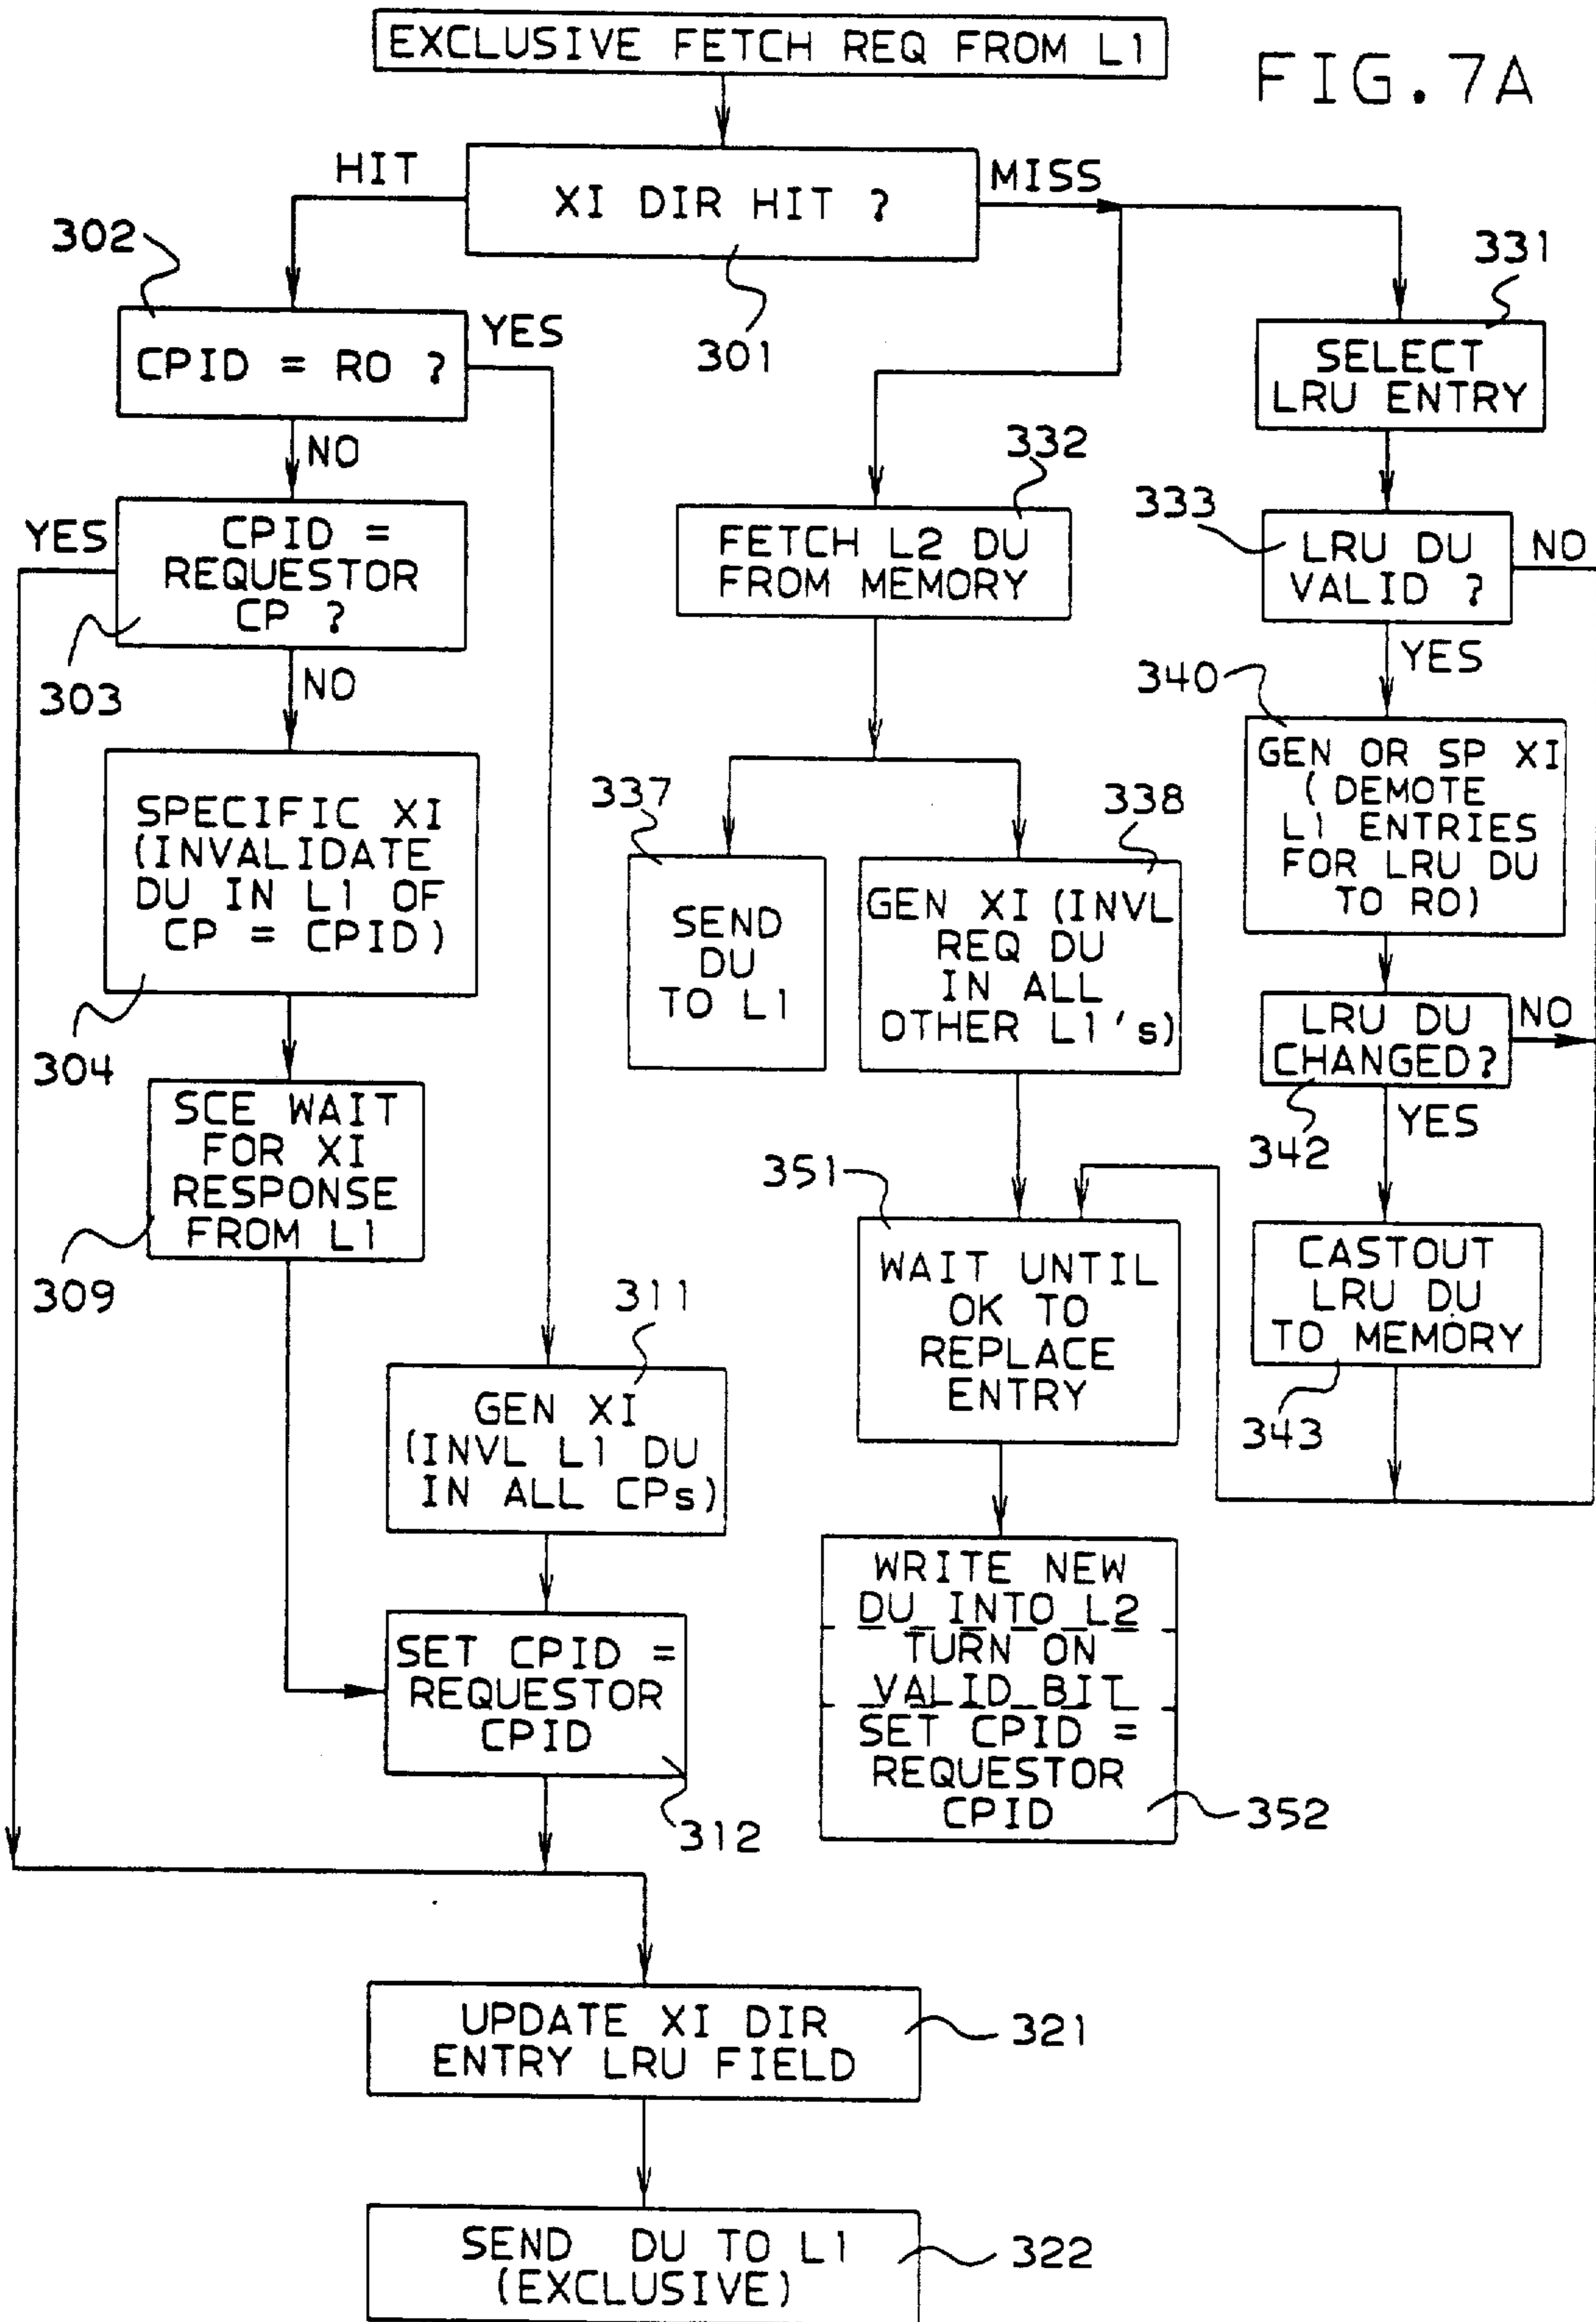 EXCLUSIVE FETCH REQ FROM L1
FIG. 7A
HIT
XI DIR HIT ?
MISS
301
302
CPID = RO ?
YES
NO
331
SELECT
LRU ENTRY
332
FETCH L2 DU
FROM MEMORY
333
LRU DU
VALID ?
NO
YES
YES
CPID =
REQUESTOR
CP ?
303
NO
340
GEN OR SP XI
(DEMOTE
L1 ENTRIES
FOR LRU DU
TO RO)
SPECIFIC XI
(INVALIDATE
DU IN L1 OF
CP = CPID)
304
337
SEND
DU
TO L1
338
GEN XI (INVL
REQ DU
IN ALL
OTHER L1's)
LRU DU
CHANGED?
NO
342
YES
SCE WAIT
FOR XI
RESPONSE
FROM L1
309
351
WAIT UNTIL
OK TO
REPLACE
ENTRY
CASTOUT
LRU DU
TO MEMORY
343
311
GEN XI
(INVL L1 DU
IN ALL CPs)
SET CPID =
REQUESTOR
CPID
312
WRITE NEW
DU INTO L2
TURN ON
VALID BIT
SET CPID =
REQUESTOR
CPID
352
UPDATE XI DIR
ENTRY LRU FIELD
321
SEND DU TO L1
(EXCLUSIVE)
322